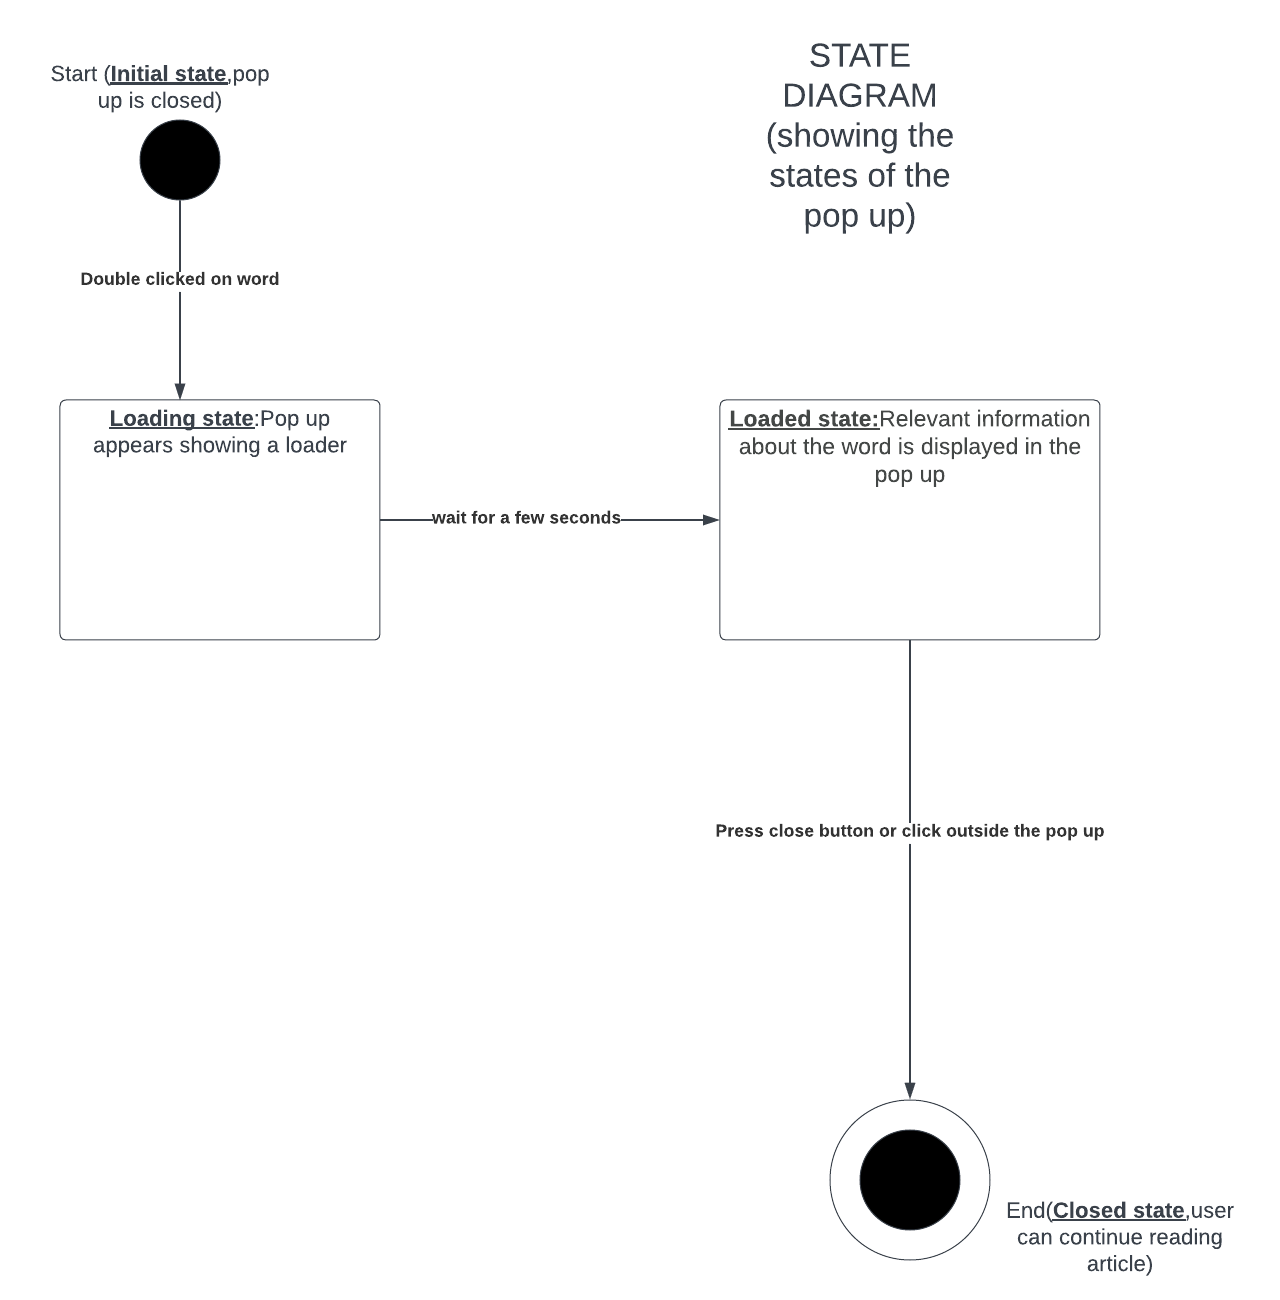 STATE
DIAGRAM
(showing the
states of the
pop up)
Start (Initial state,pop
up is closed)
Double clicked on word
Loading state:Pop up
appears showing a loader
wait for a few seconds
Loaded state:Relevant information
about the word is displayed in the
pop up
Press close button or click outside the pop up
End(Closed state,user
can continue reading
article)